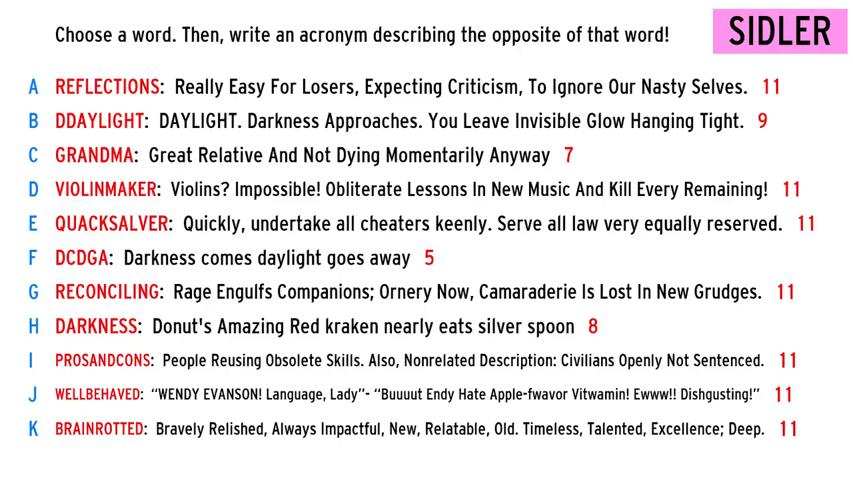 Choose a word. Then, write an acronym describing the opposite of that word!
SIDLER
A REFLECTIONS: Really Easy For Losers, Expecting Criticism, To Ignore Our Nasty Selves. 11
B DDAYLIGHT: DAYLIGHT. Darkness Approaches. You Leave Invisible Glow Hanging Tight. 9
C GRANDMA: Great Relative And Not Dying Momentarily Anyway 7
D VIOLINMAKER: Violins? Impossible! Obliterate Lessons In New Music And Kill Every Remaining! 11
E QUACKSALVER: Quickly, undertake all cheaters keenly. Serve all law very equally reserved. 11
F DCDGA: Darkness comes daylight goes away 5
G RECONCILING: Rage Engulfs Companions; Ornery Now, Camaraderie Is Lost In New Grudges. 11
H DARKNESS: Donut's Amazing Red kraken nearly eats silver spoon 8
I PROSANDCONS: People Reusing Obsolete Skills. Also, Nonrelated Description: Civilians Openly Not Sentenced. 11
J WELLBEHAVED: “WENDY EVANSON! Language, Lady”- “Buuuut Endy Hate Apple-fwavor Vitwamin! Ewww!! Dishgusting!” 11
K BRAINROTTED: Bravely Relished, Always Impactful, New, Relatable, Old. Timeless, Talented, Excellence; Deep. 11